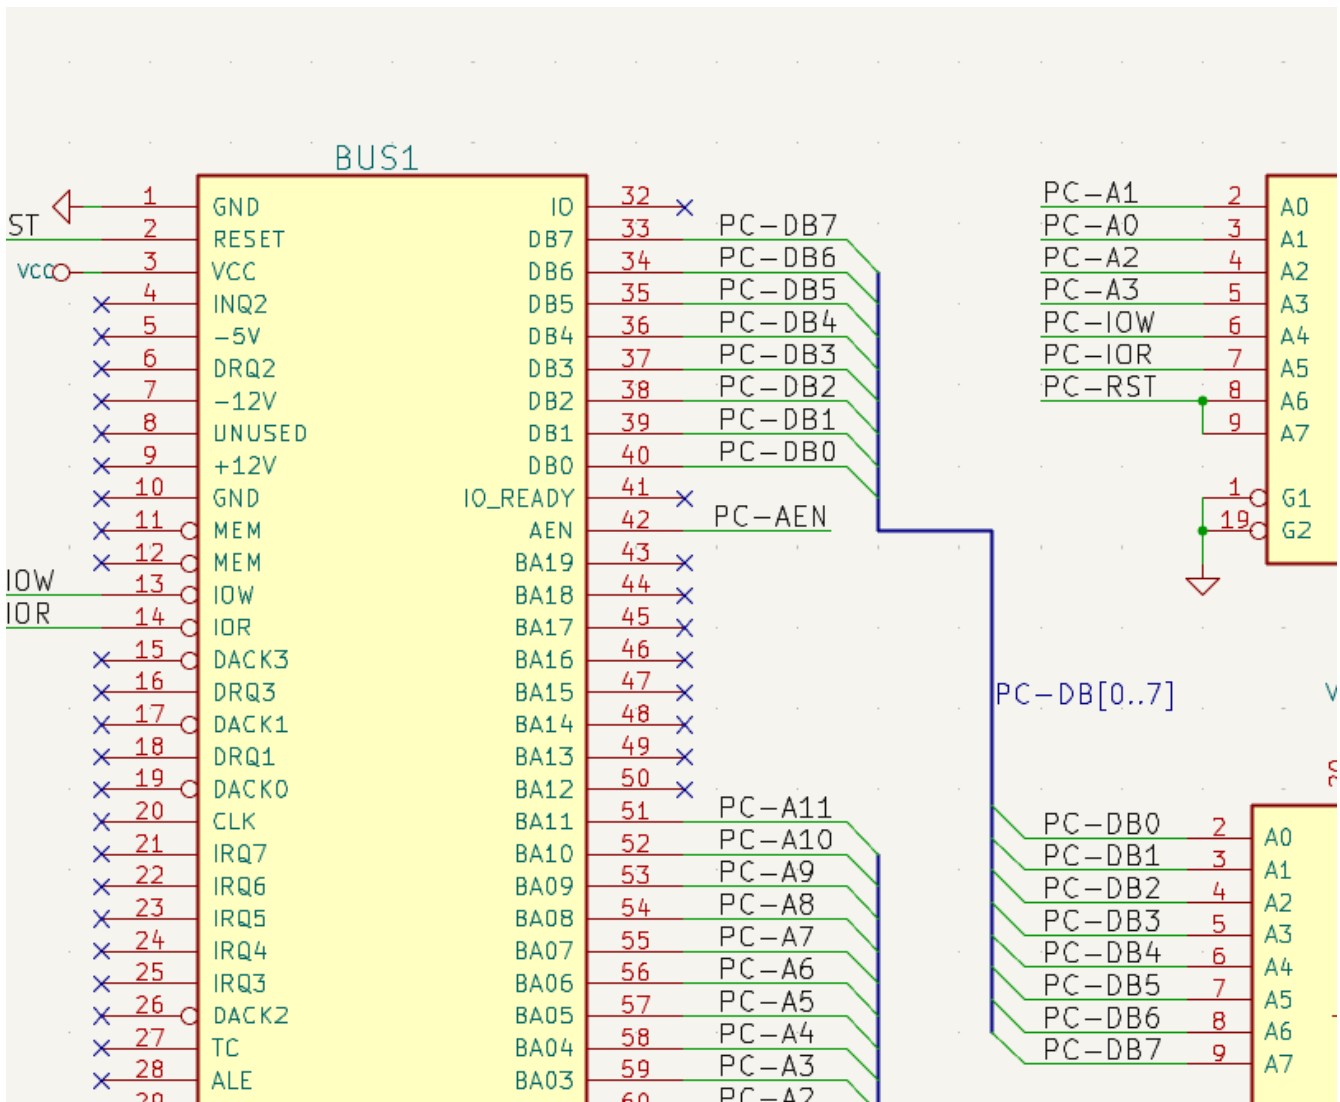 BUS1
1 GND IO 32
ST 2 RESET DB7 33 PC-DB7
VCC 3 VCC DB6 34 PC-DB6
4 INQ2 DB5 35 PC-DB5
5 -5V DB4 36 PC-DB4
6 DRQ2 DB3 37 PC-DB3
7 -12V DB2 38 PC-DB2
8 UNUSED DB1 39 PC-DB1
9 +12V DB0 40 PC-DB0
10 GND IO_READY 41
11 MEM AEN 42 PC-AEN
12 MEM BA19 43
IOW 13 IOW BA18 44
IOR 14 IOR BA17 45
15 DACK3 BA16 46
16 DRQ3 BA15 47
17 DACK1 BA14 48
18 DRQ1 BA13 49
19 DACK0 BA12 50
20 CLK BA11 51 PC-A11
21 IRQ7 BA10 52 PC-A10
22 IRQ6 BA09 53 PC-A9
23 IRQ5 BA08 54 PC-A8
24 IRQ4 BA07 55 PC-A7
25 IRQ3 BA06 56 PC-A6
26 DACK2 BA05 57 PC-A5
27 TC BA04 58 PC-A4
28 ALE BA03 59 PC-A3
29 60 PC-A2
PC-A1 2 A0
PC-A0 3 A1
PC-A2 4 A2
PC-A3 5 A3
PC-IOW 6 A4
PC-IOR 7 A5
PC-RST 8 A6
9 A7
1 G1
19 G2
PC-DB[0..7]
PC-DB0 2 A0
PC-DB1 3 A1
PC-DB2 4 A2
PC-DB3 5 A3
PC-DB4 6 A4
PC-DB5 7 A5
PC-DB6 8 A6
PC-DB7 9 A7